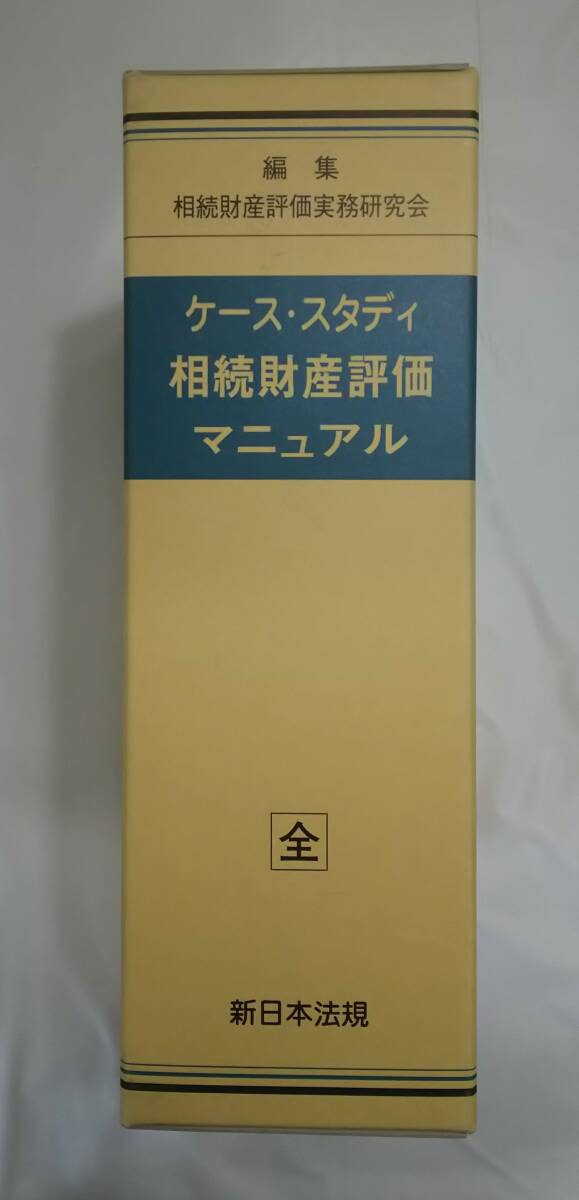 編集
相続財産評価実務研究会
ケース・スタディ
相続財産評価
マニュアル
全
新日本法規